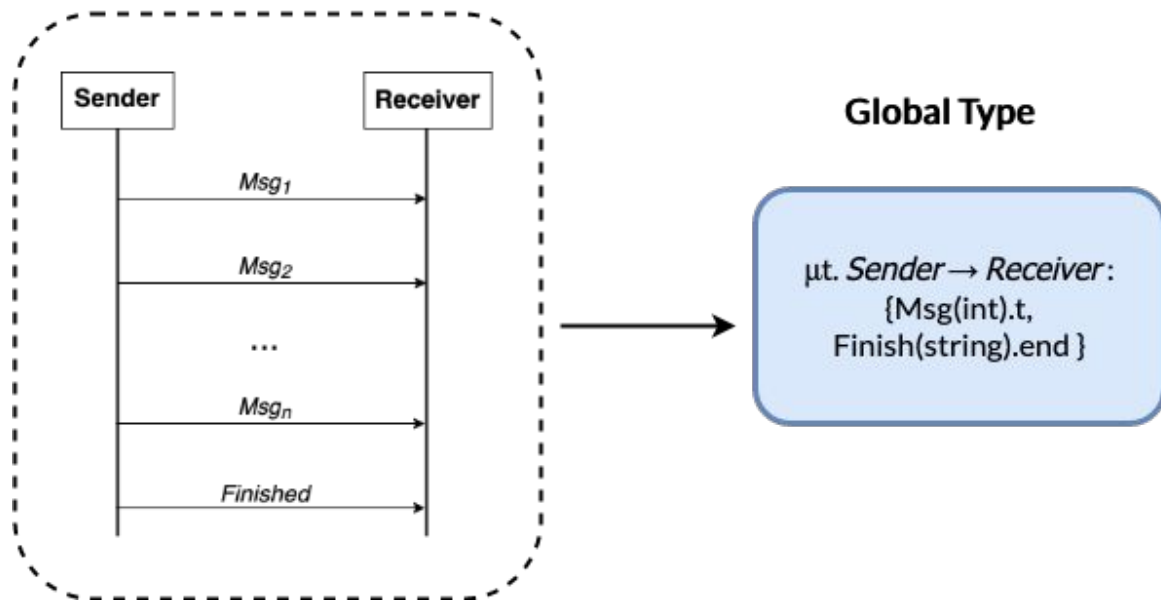 Sender
Receiver
Msg1
Msg2
...
Msgn
Finished
Global Type
μt. Sender → Receiver :
{Msg(int).t,
Finish(string).end }